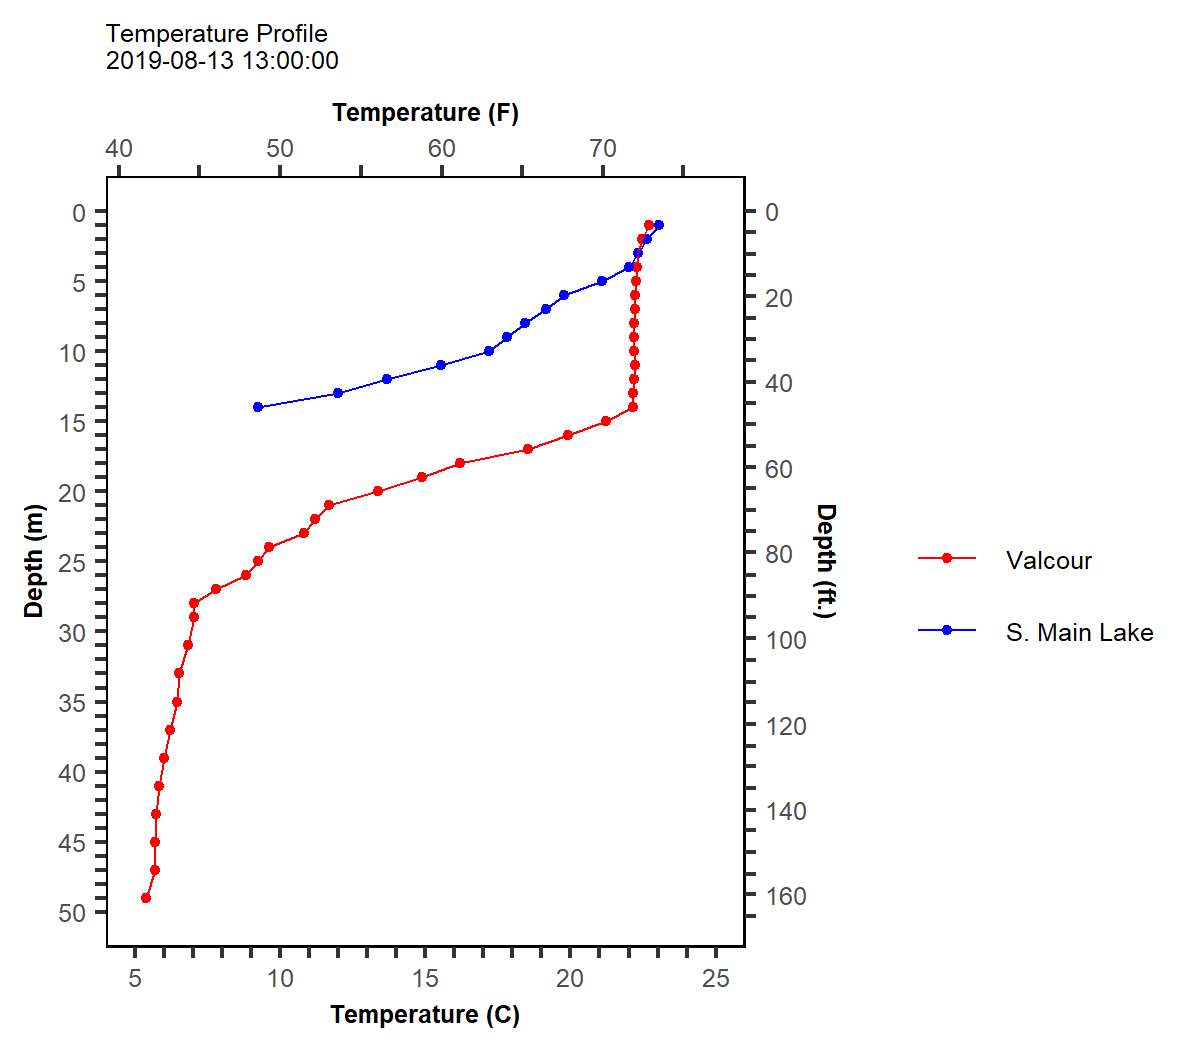 Temperature Profile
2019-08-13 13:00:00
Temperature (F)
40 50 60 70
0
5
10
15
20
25
30
35
40
45
50
Depth (m)
0
20
40
60
80
100
120
140
160
Depth (ft.)
Valcour
S. Main Lake
5 10 15 20 25
Temperature (C)